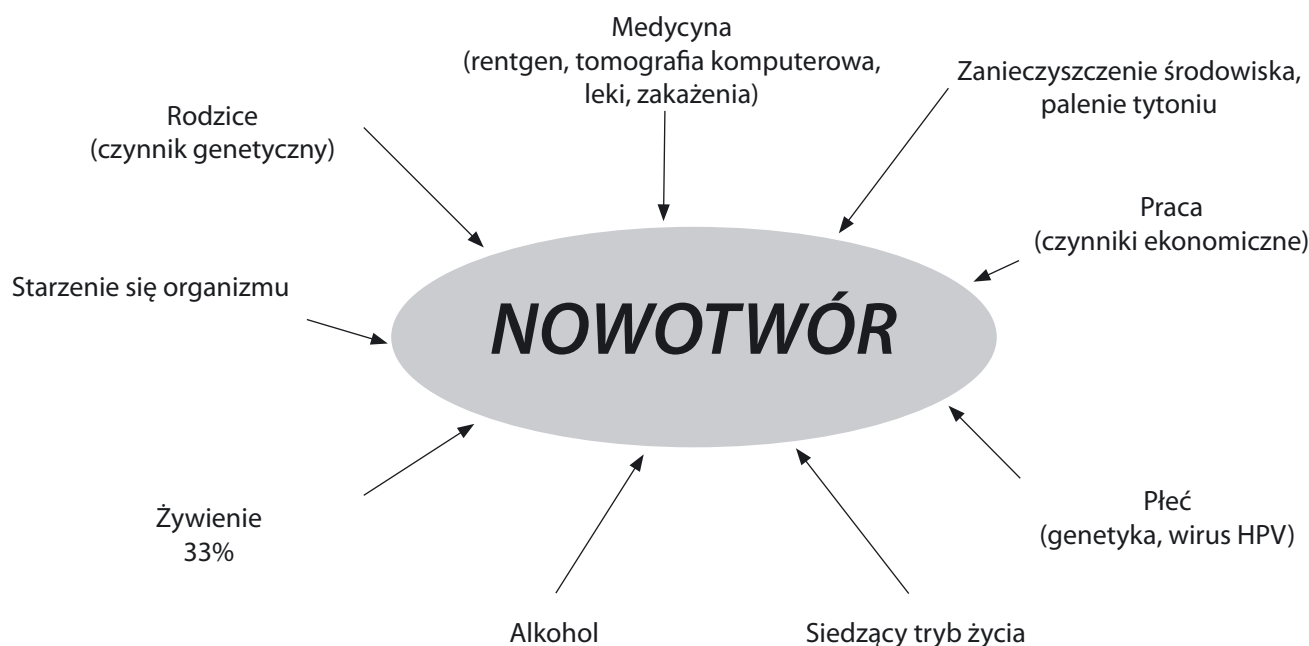 Medycyna
(rentgen, tomografia komputerowa,
leki, zakażenia)
Zanieczyszczenie środowiska,
palenie tytoniu
Rodzice
(czynnik genetyczny)
Praca
(czynniki ekonomiczne)
Starzenie się organizmu
NOWOTWÓR
Żywienie
33%
Płeć
(genetyka, wirus HPV)
Alkohol
Siedzący tryb życia